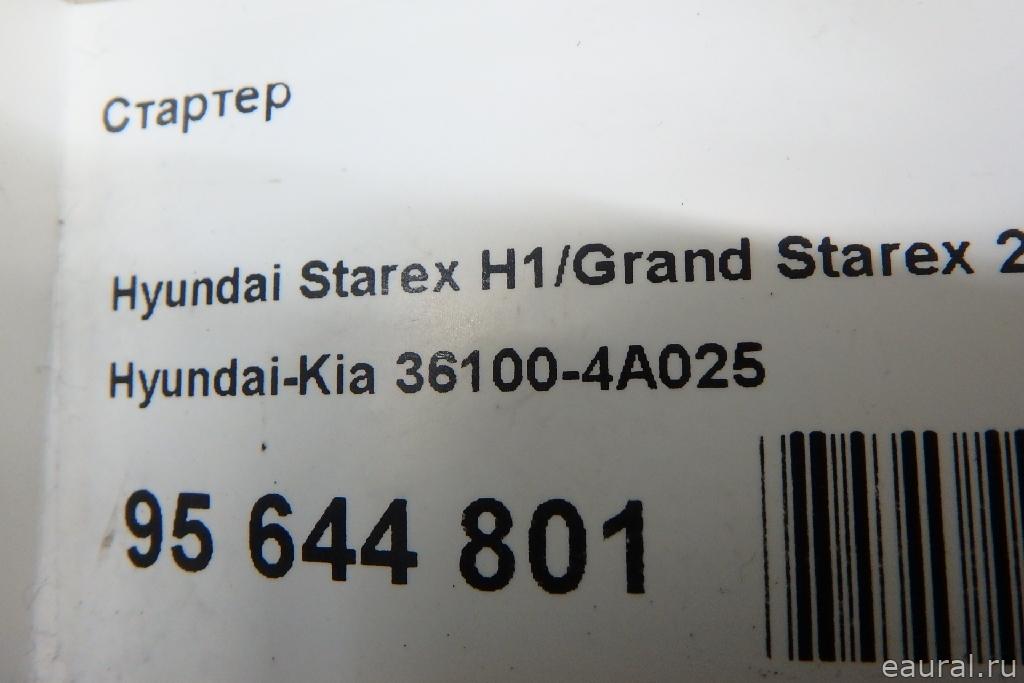 Стартер
Hyundai Starex H1/Grand Starex 2
Hyundai-Kia 36100-4A025
95 644 801
eaural.ru